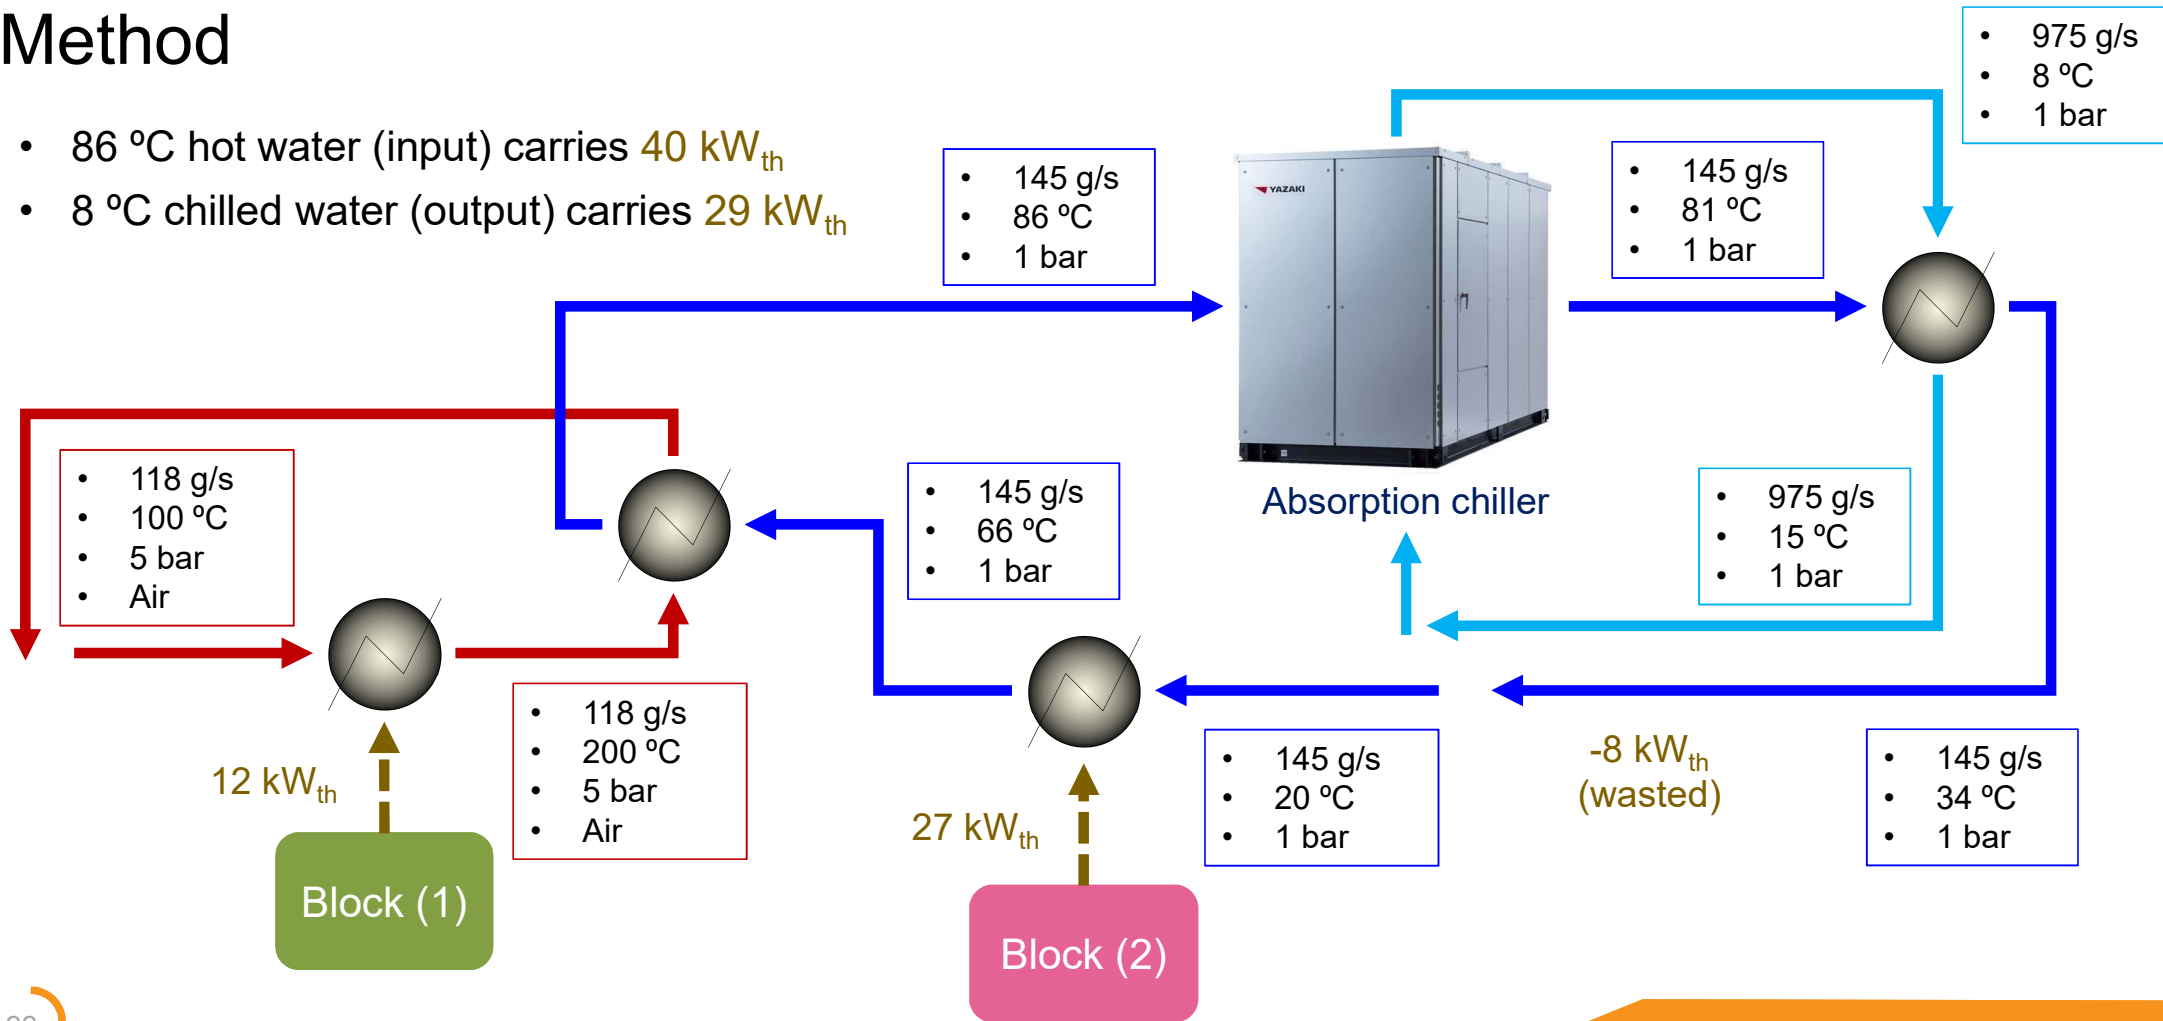 Method
• 86 ºC hot water (input) carries 40 kWth
• 8 ºC chilled water (output) carries 29 kWth
• 975 g/s
• 8 ºC
• 1 bar
• 145 g/s
• 86 ºC
• 1 bar
YAZAKI
• 145 g/s
• 81 ºC
• 1 bar
• 118 g/s
• 100 ºC
• 5 bar
• Air
• 145 g/s
• 66 ºC
• 1 bar
Absorption chiller
• 975 g/s
• 15 ºC
• 1 bar
12 kWth
• 118 g/s
• 200 ºC
• 5 bar
• Air
27 kWth
• 145 g/s
• 20 ºC
• 1 bar
-8 kWth
(wasted)
• 145 g/s
• 34 ºC
• 1 bar
Block (1)
Block (2)